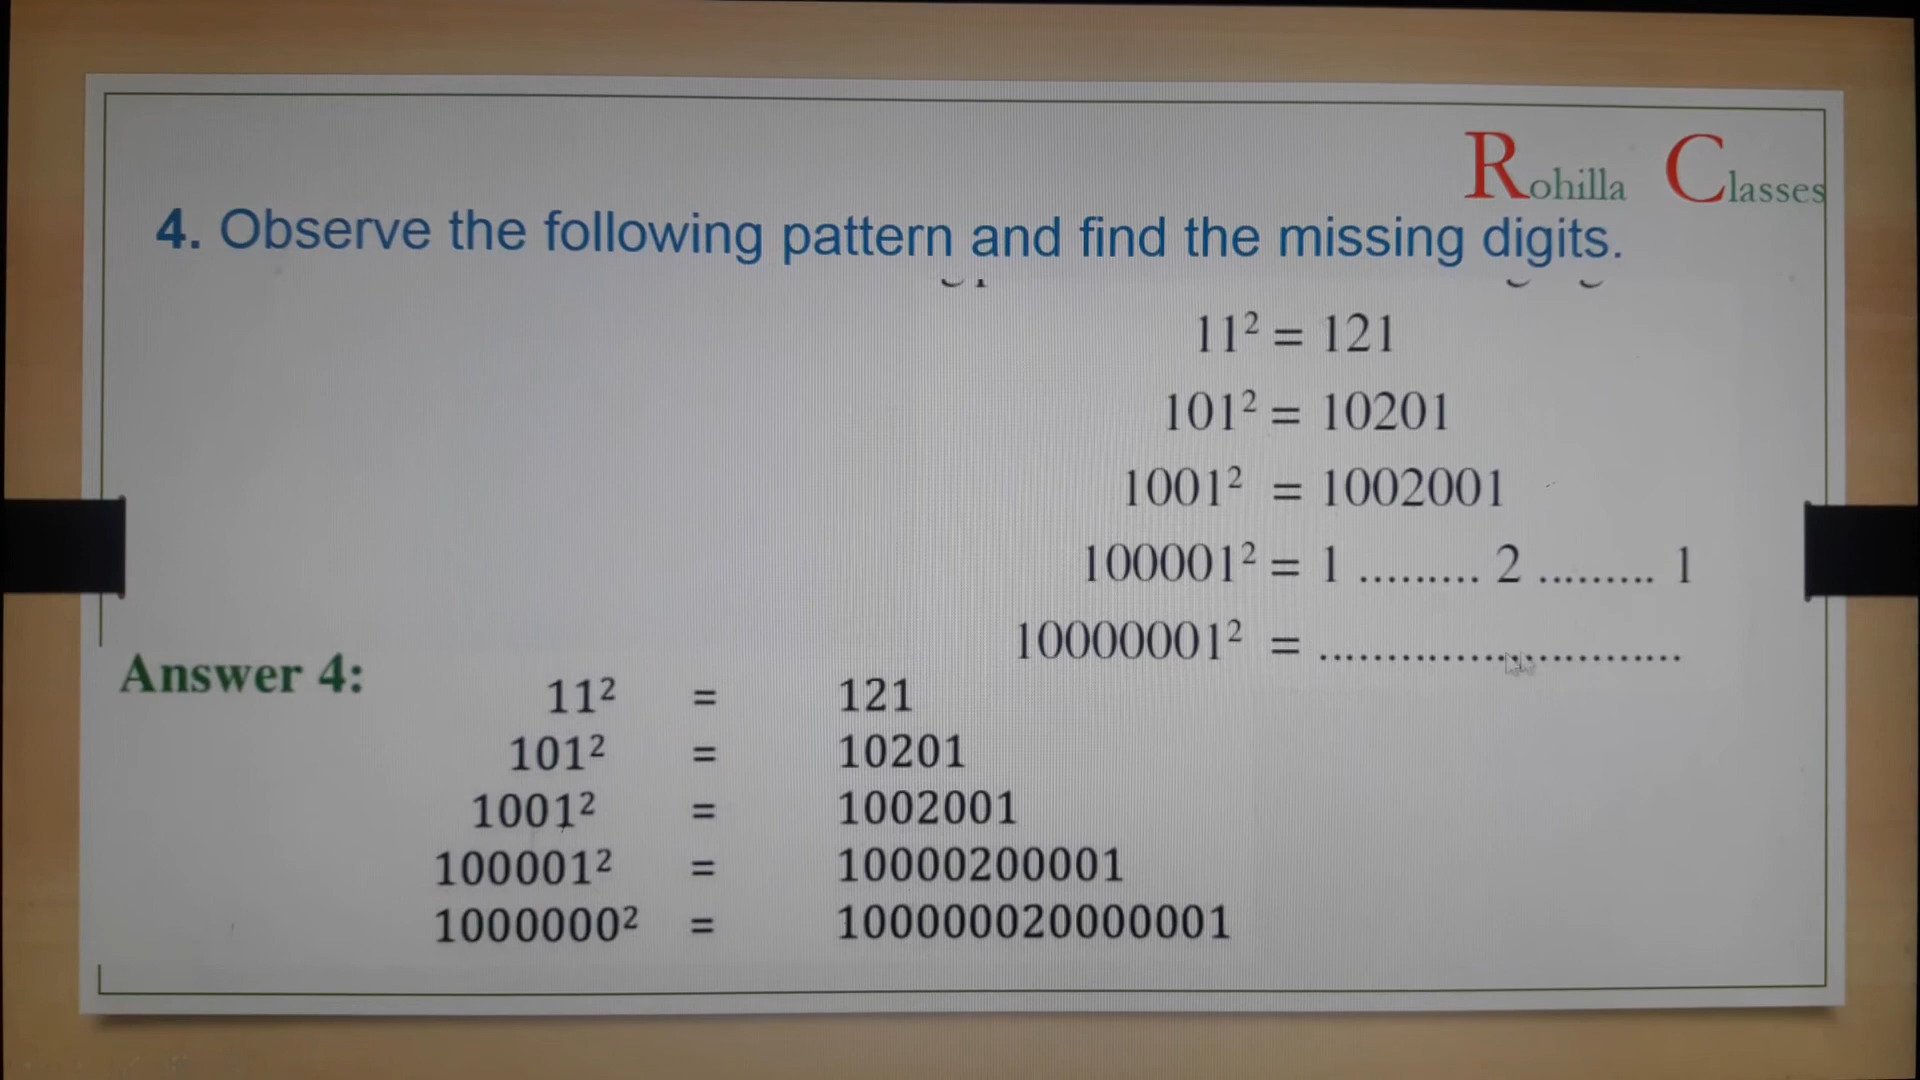 Rohilla Classes
4. Observe the following pattern and find the missing digits.
11² = 121
101² = 10201
1001² = 1002001
100001² = 1 ......... 2 ......... 1
10000001² = ...........................
Answer 4:
11² = 121
101² = 10201
1001² = 1002001
100001² = 10000200001
1000000² = 100000020000001